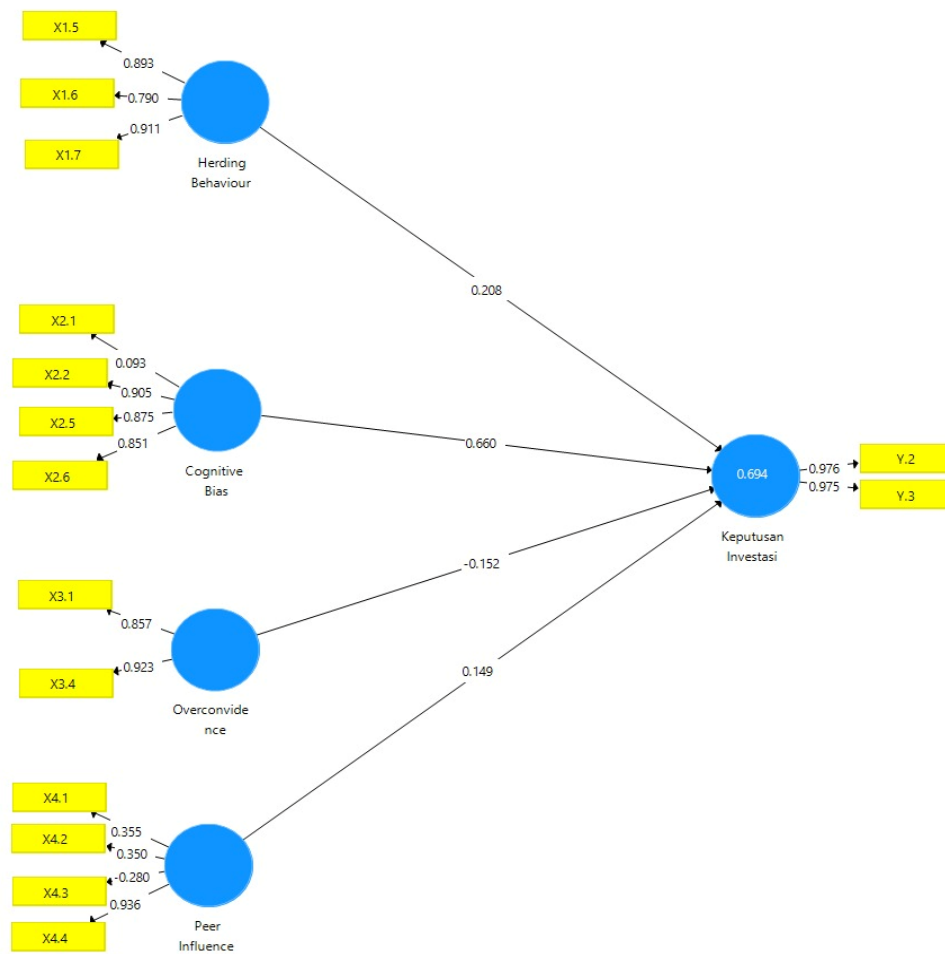 X1.5
0.893
X1.6
0.790
0.911
X1.7
Herding
Behaviour
0.208
X2.1
0.093
X2.2
0.905
X2.5
0.875
0.851
X2.6
Cognitive
Bias
0.660
0.694
Y.2
0.976
0.975
Y.3
Keputusan
Investasi
X3.1
0.857
-0.152
0.923
X3.4
Overconvide
nce
0.149
X4.1
0.355
X4.2
0.350
-0.280
X4.3
0.936
X4.4
Peer
Influence